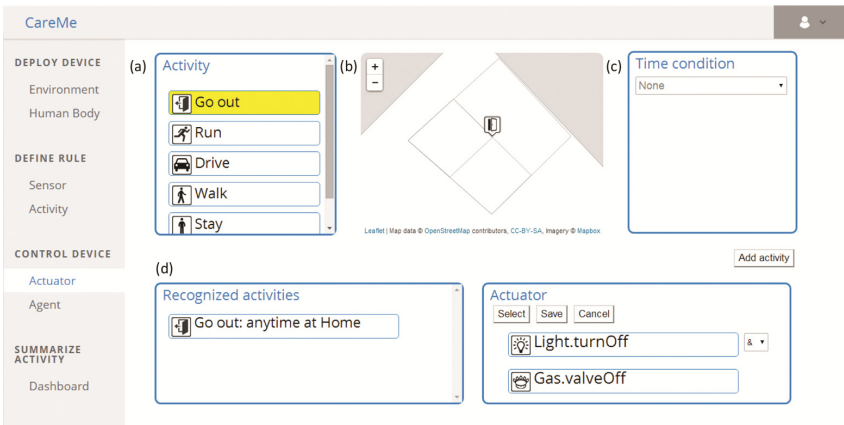 CareMe
DEPLOY DEVICE
Environment
Human Body
DEFINE RULE
Sensor
Activity
CONTROL DEVICE
Actuator
Agent
SUMMARIZE
ACTIVITY
Dashboard
(a)
Activity
Go out
Run
Drive
Walk
Stay
(b)
+
−
Leaflet | Map data © OpenStreetMap contributors, CC-BY-SA, Imagery © Mapbox
(c)
Time condition
None
Add activity
(d)
Recognized activities
Go out: anytime at Home
Actuator
Select Save Cancel
Light.turnOff
&
Gas.valveOff